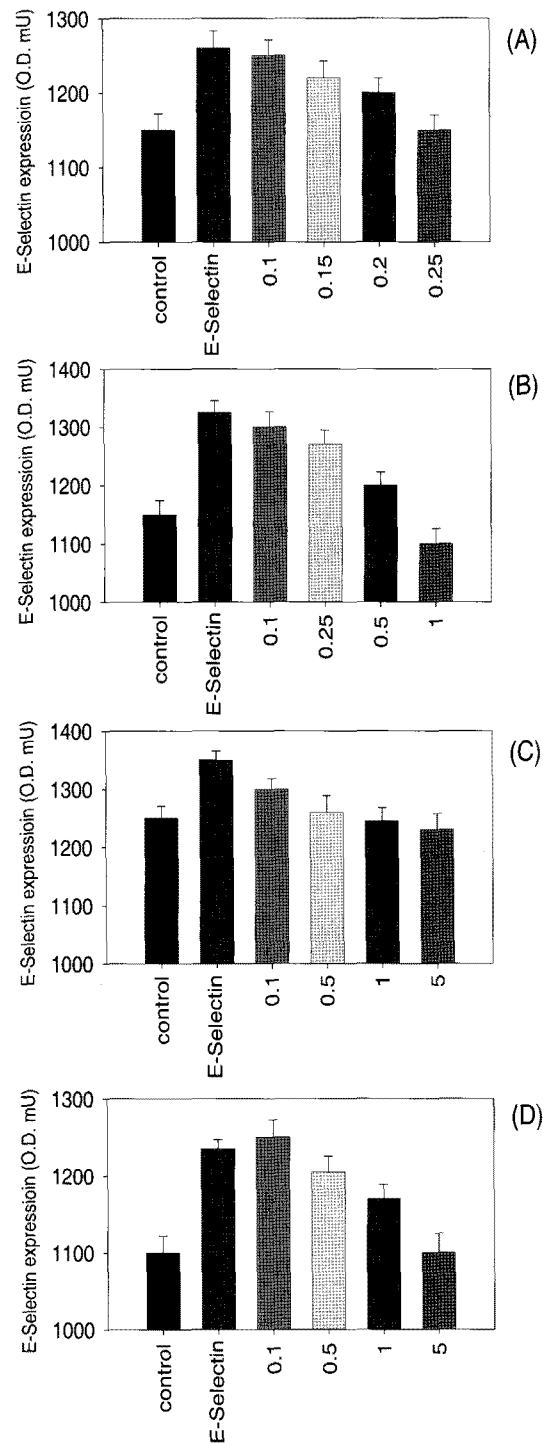 (A)
E-Selectin expressioin (O.D. mU)
1300
1200
1100
1000
control
E-Selectin
0.1
0.15
0.2
0.25
(B)
E-Selectin expressioin (O.D. mU)
1400
1300
1200
1100
1000
control
E-Selectin
0.1
0.25
0.5
1
(C)
E-Selectin expressioin (O.D. mU)
1400
1300
1200
1100
1000
control
E-Selectin
0.1
0.5
1
5
(D)
E-Selectin expressioin (O.D. mU)
1300
1200
1100
1000
control
E-Selectin
0.1
0.5
1
5